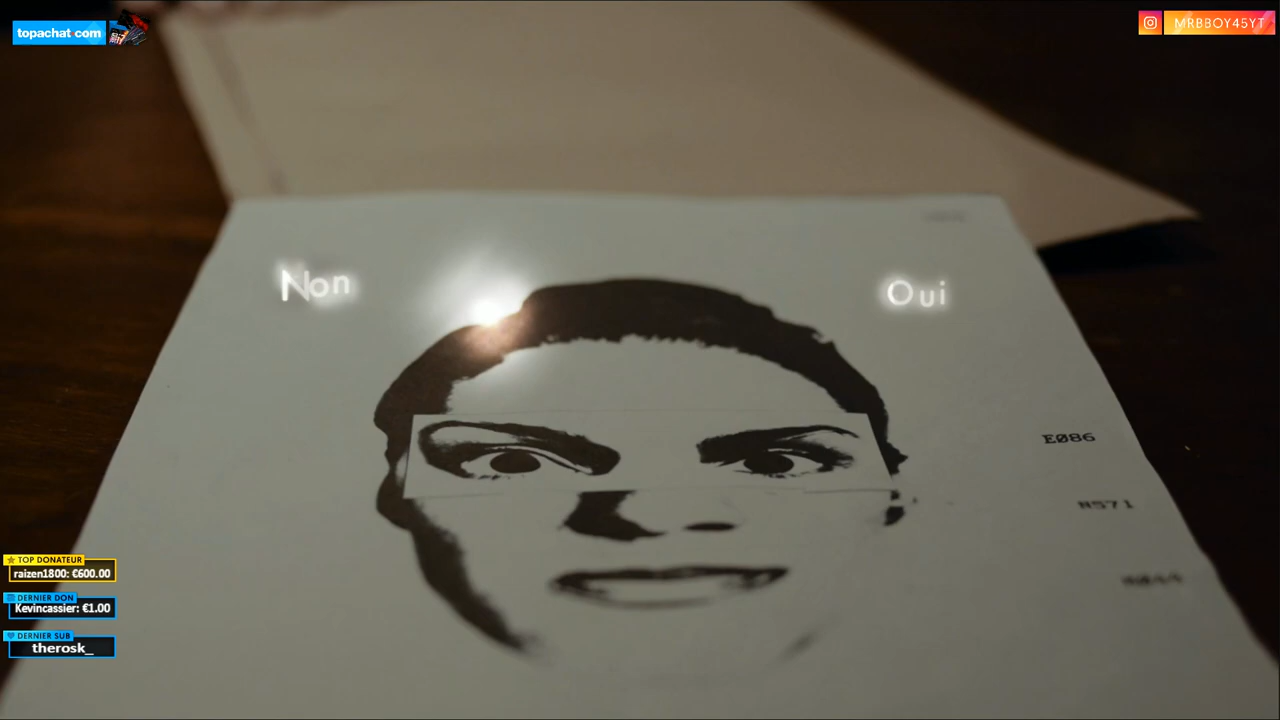 topachat.com
MRBBOY45YT
Non
Oui
E086
N571
TOP DONATEUR
raizen1800: €600.00
DERNIER DON
Kevincassier: €1.00
DERNIER SUB
therosk_